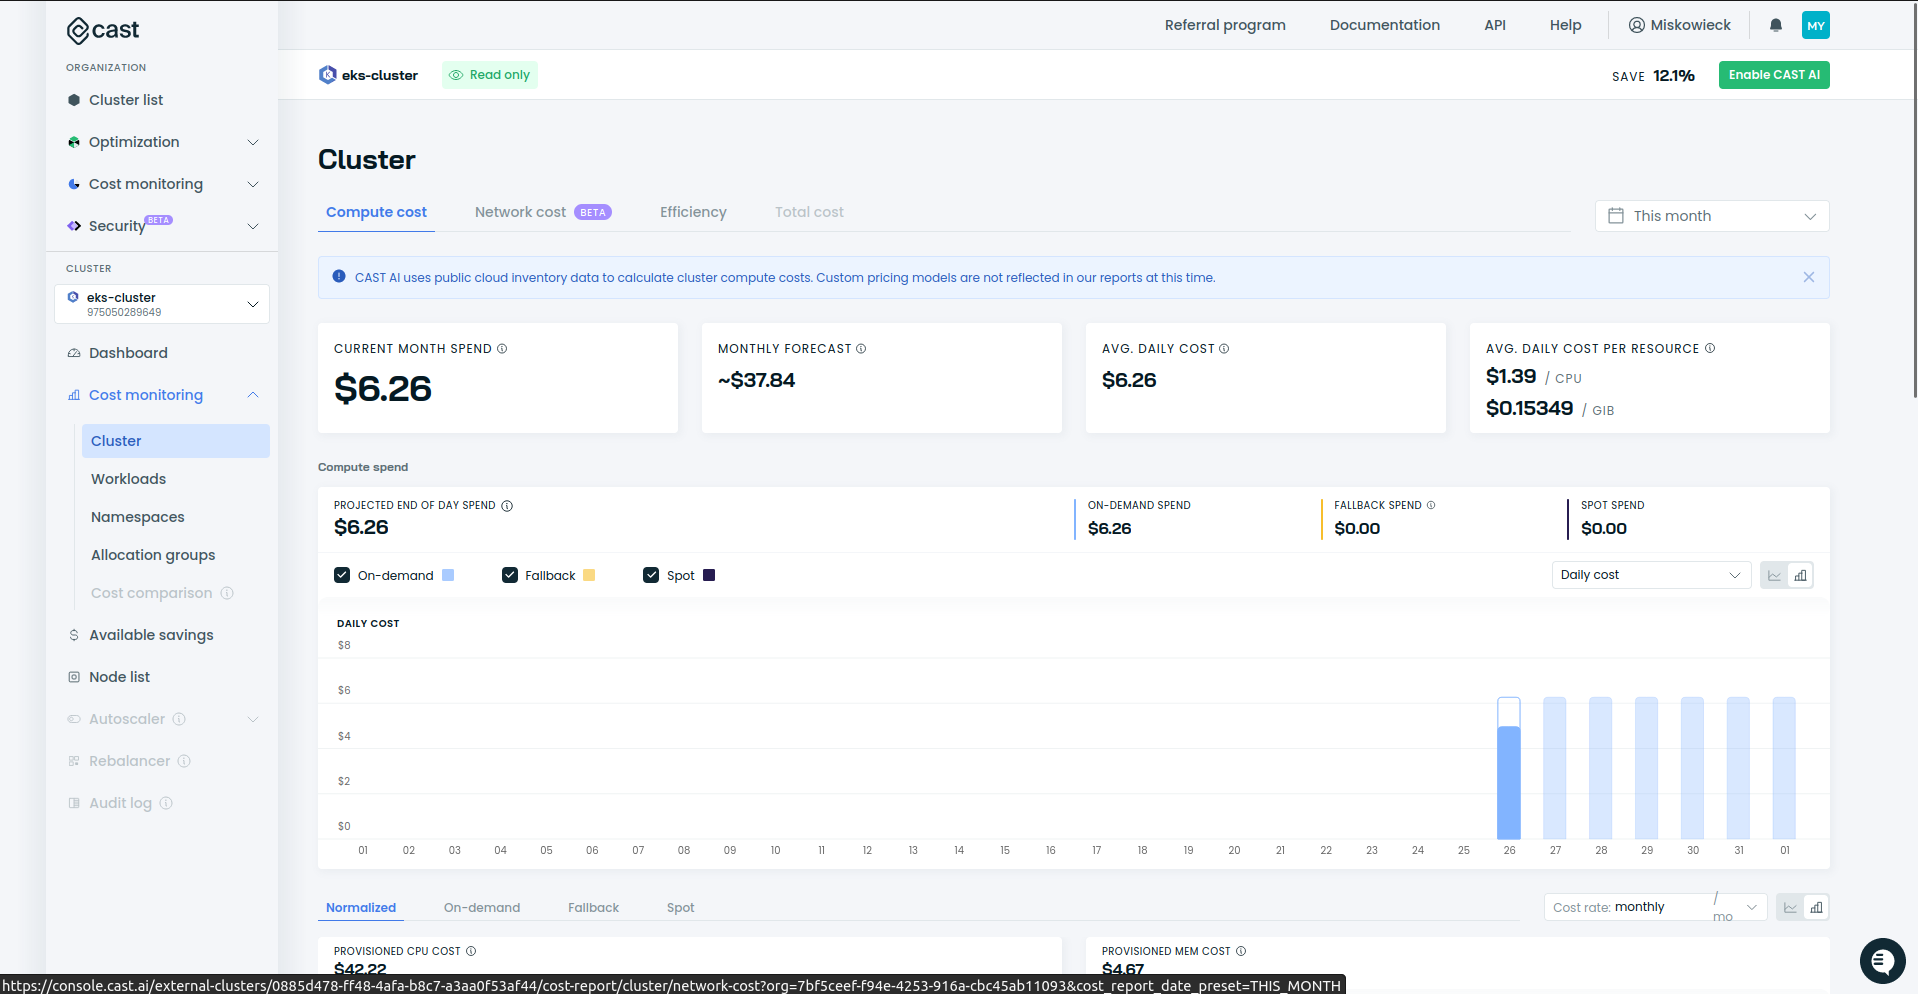 cast
Referral program
Documentation
API
Help
Miskowieck
MY
ORGANIZATION
Cluster list
Optimization
Cost monitoring
Security BETA
CLUSTER
eks-cluster
975050289649
Dashboard
Cost monitoring
Cluster
Workloads
Namespaces
Allocation groups
Cost comparison
Available savings
Node list
Autoscaler
Rebalancer
Audit log
eks-cluster
Read only
SAVE 12.1%
Enable CAST AI
Cluster
Compute cost
Network cost BETA
Efficiency
Total cost
This month
CAST AI uses public cloud inventory data to calculate cluster compute costs. Custom pricing models are not reflected in our reports at this time.
CURRENT MONTH SPEND
$6.26
MONTHLY FORECAST
~$37.84
AVG. DAILY COST
$6.26
AVG. DAILY COST PER RESOURCE
$1.39 / CPU
$0.15349 / GIB
Compute spend
PROJECTED END OF DAY SPEND
$6.26
ON-DEMAND SPEND
$6.26
FALLBACK SPEND
$0.00
SPOT SPEND
$0.00
On-demand
Fallback
Spot
Daily cost
DAILY COST
$8
$6
$4
$2
$0
01 02 03 04 05 06 07 08 09 10 11 12 13 14 15 16 17 18 19 20 21 22 23 24 25 26 27 28 29 30 31 01
Normalized
On-demand
Fallback
Spot
Cost rate: monthly / mo
PROVISIONED CPU COST
$42.22
PROVISIONED MEM COST
$4.67
https://console.cast.ai/external-clusters/0885d478-ff48-4afa-b8c7-a3aa0f53af44/cost-report/cluster/network-cost?org=7bf5ceef-f94e-4253-916a-cbc45ab11093&cost_report_date_preset=THIS_MONTH